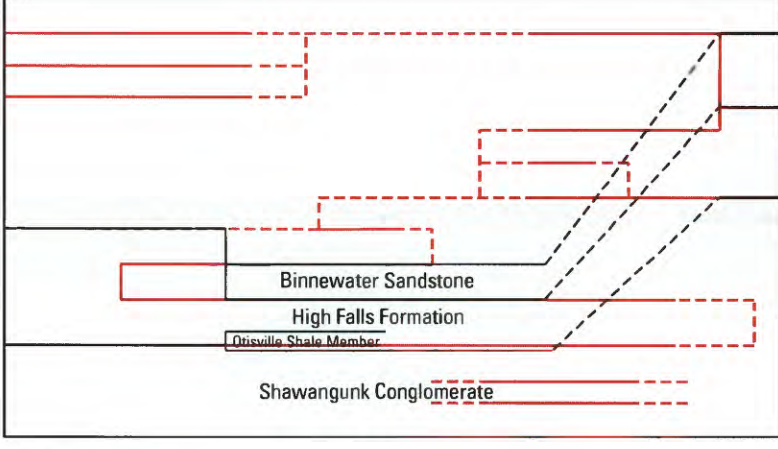 Binnewater Sandstone
High Falls Formation
Otisville Shale Member
Shawangunk Conglomerate